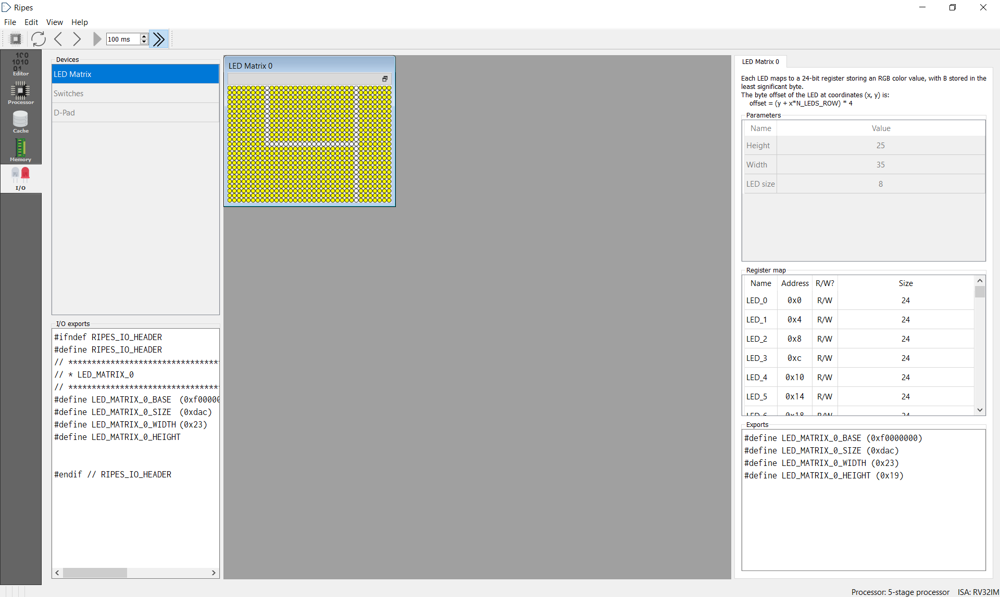 Ripes
File Edit View Help
100 ms
Editor
Processor
Cache
Memory
I/O
Devices
LED Matrix
Switches
D-Pad
I/O exports
#ifndef RIPES_IO_HEADER
#define RIPES_IO_HEADER
// ********************************
// * LED_MATRIX_0
// ********************************
#define LED_MATRIX_0_BASE (0xf0000
#define LED_MATRIX_0_SIZE (0xdac)
#define LED_MATRIX_0_WIDTH (0x23)
#define LED_MATRIX_0_HEIGHT
#endif // RIPES_IO_HEADER
LED Matrix 0
LED Matrix 0
Each LED maps to a 24-bit register storing an RGB color value, with B stored in the
least significant byte.
The byte offset of the LED at coordinates (x, y) is:
offset = (y + x*N_LEDS_ROW) * 4
Parameters
Name Value
Height 25
Width 35
LED size 8
Register map
Name Address R/W? Size
LED_0 0x0 R/W 24
LED_1 0x4 R/W 24
LED_2 0x8 R/W 24
LED_3 0xc R/W 24
LED_4 0x10 R/W 24
LED_5 0x14 R/W 24
LED_6 0x18 R/W 24
Exports
#define LED_MATRIX_0_BASE (0xf0000000)
#define LED_MATRIX_0_SIZE (0xdac)
#define LED_MATRIX_0_WIDTH (0x23)
#define LED_MATRIX_0_HEIGHT (0x19)
Processor: 5-stage processor ISA: RV32IM